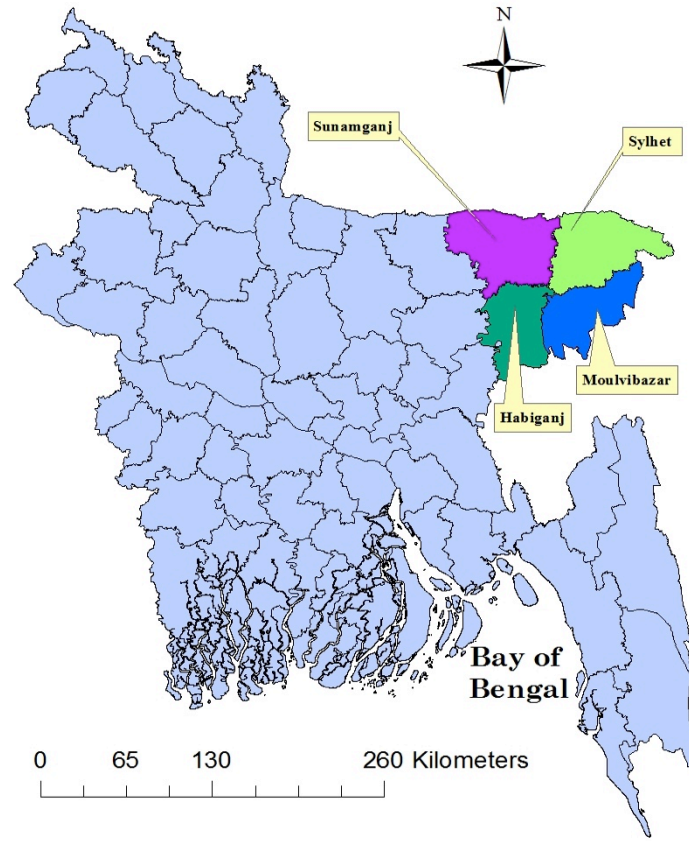 N
Sunamganj
Sylhet
Moulvibazar
Habiganj
Bay of
Bengal
0 65 130 260 Kilometers